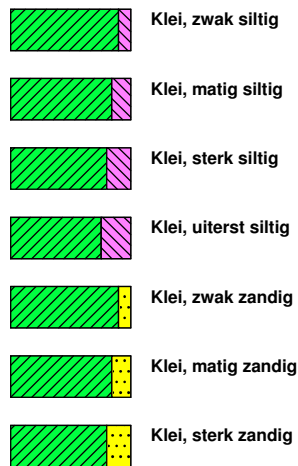 Klei, zwak siltig
Klei, matig siltig
Klei, sterk siltig
Klei, uiterst siltig
Klei, zwak zandig
Klei, matig zandig
Klei, sterk zandig